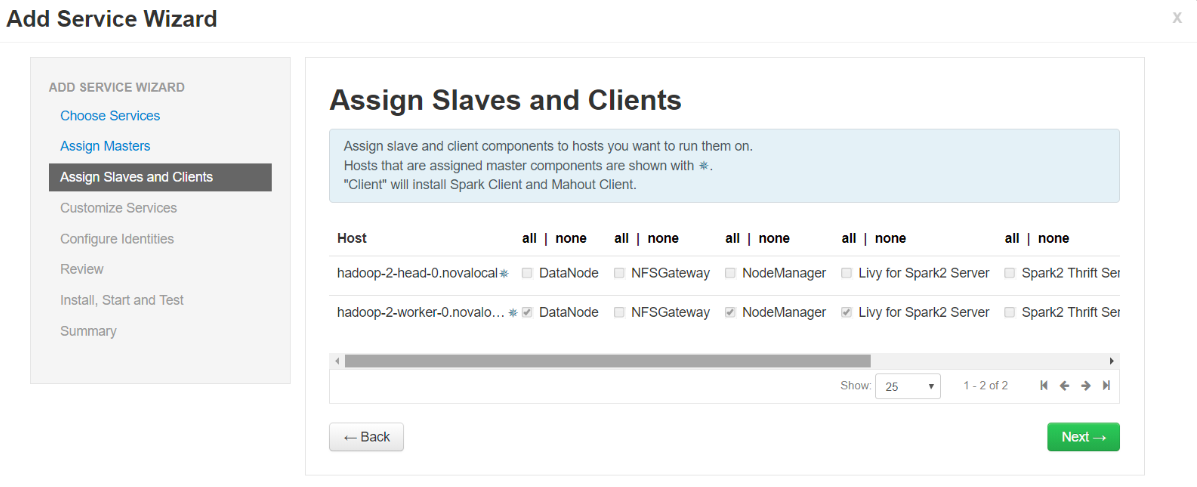 Add Service Wizard
X
ADD SERVICE WIZARD
Choose Services
Assign Masters
Assign Slaves and Clients
Customize Services
Configure Identities
Review
Install, Start and Test
Summary
Assign Slaves and Clients
Assign slave and client components to hosts you want to run them on.
Hosts that are assigned master components are shown with ✵.
"Client" will install Spark Client and Mahout Client.
Host all | none all | none all | none all | none all | none
hadoop-2-head-0.novalocal✵ DataNode NFSGateway NodeManager Livy for Spark2 Server Spark2 Thrift Ser
hadoop-2-worker-0.novalo... ✵ DataNode NFSGateway NodeManager Livy for Spark2 Server Spark2 Thrift Ser
Show: 25 1 - 2 of 2
← Back
Next →